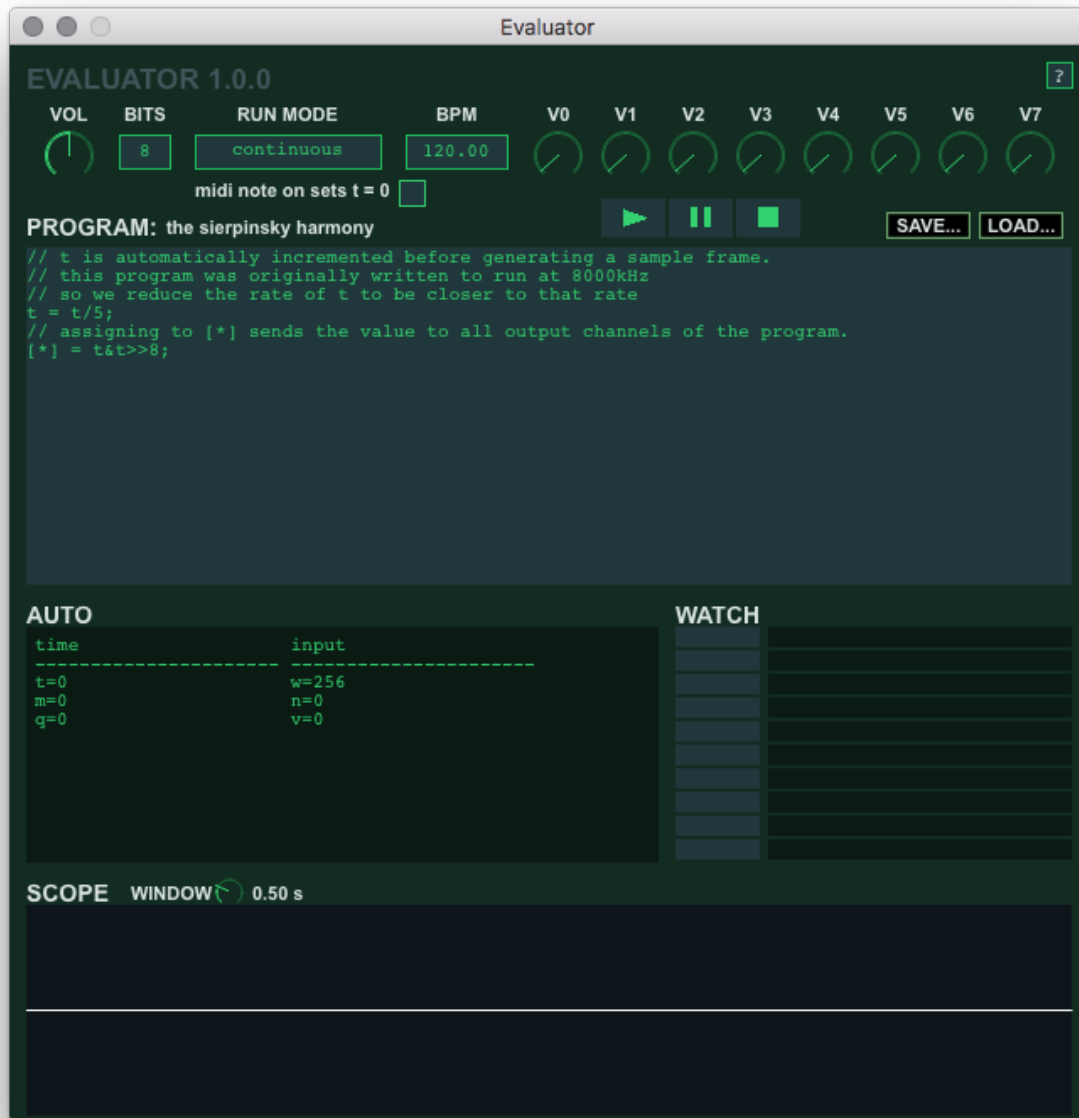 Evaluator
EVALUATOR 1.0.0
?
VOL BITS RUN MODE BPM V0 V1 V2 V3 V4 V5 V6 V7
8 continuous 120.00
midi note on sets t = 0
PROGRAM: the sierpinsky harmony SAVE... LOAD...
// t is automatically incremented before generating a sample frame.
// this program was originally written to run at 8000kHz
// so we reduce the rate of t to be closer to that rate
t = t/5;
// assigning to [*] sends the value to all output channels of the program.
[*] = t&t>>8;
AUTO WATCH
time input
----------------------- -----------------------
t=0 w=256
m=0 n=0
q=0 v=0
SCOPE WINDOW 0.50 s